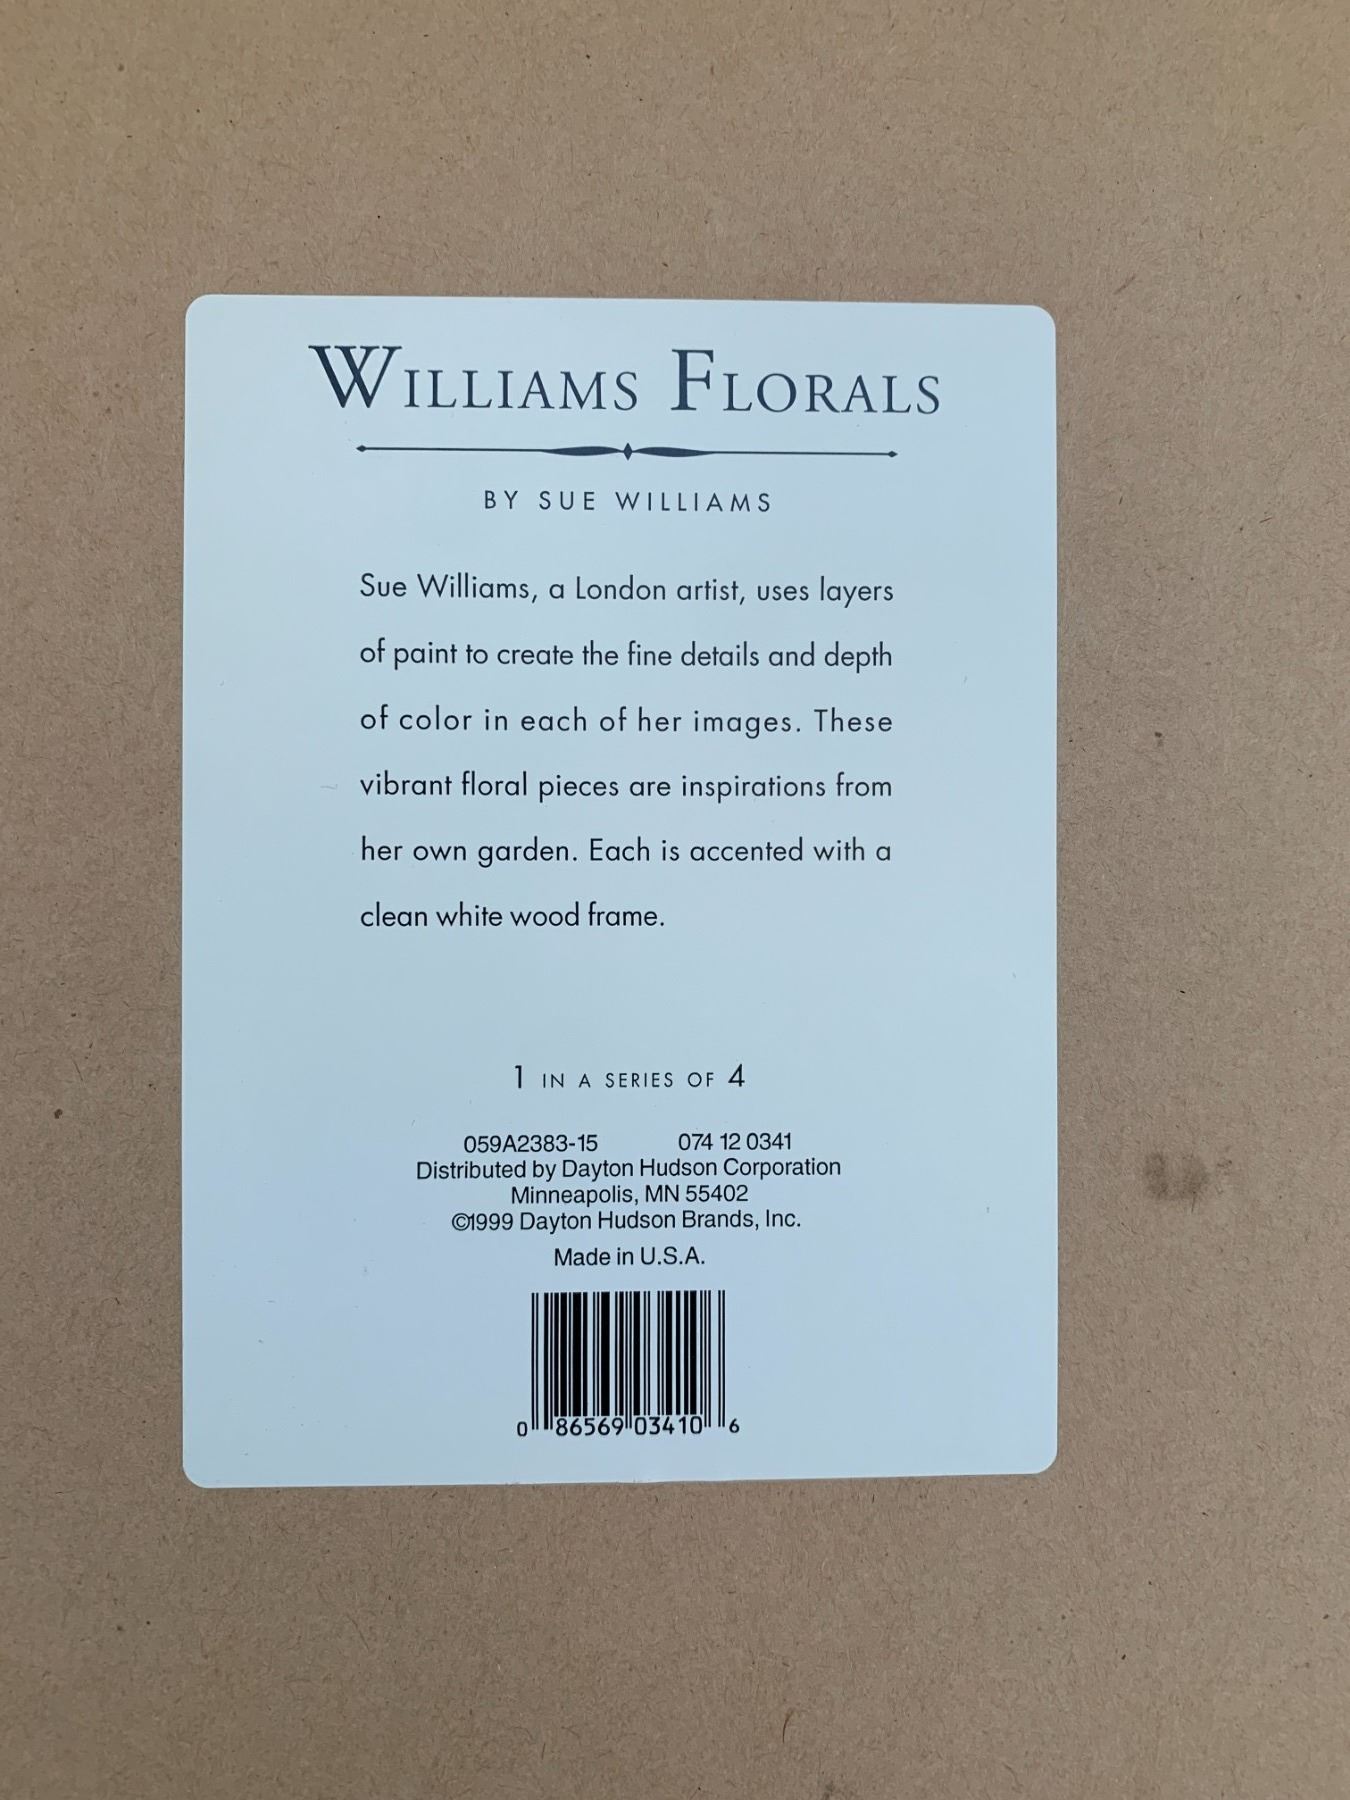 WILLIAMS FLORALS
BY SUE WILLIAMS
Sue Williams, a London artist, uses layers
of paint to create the fine details and depth
of color in each of her images. These
vibrant floral pieces are inspirations from
her own garden. Each is accented with a
clean white wood frame.
1 IN A SERIES OF 4
059A2383-15 074 12 0341
Distributed by Dayton Hudson Corporation
Minneapolis, MN 55402
©1999 Dayton Hudson Brands, Inc.
Made in U.S.A.
0 86569 03410 6